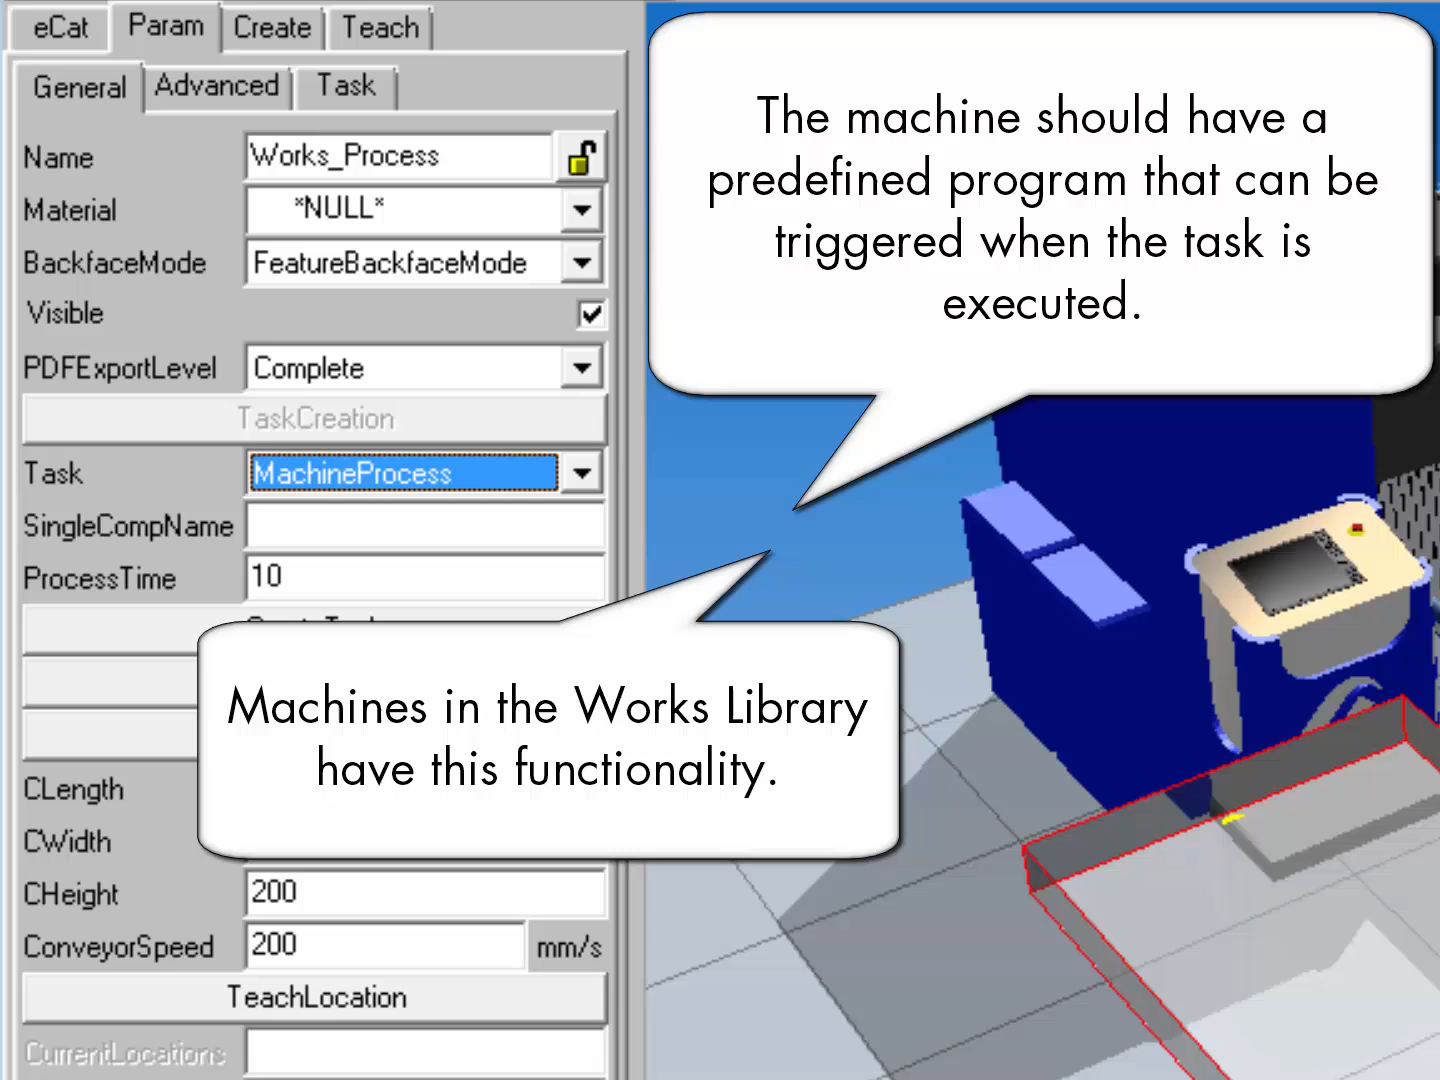 eCat Param Create Teach
General Advanced Task
Name Works_Process
Material *NULL*
BackfaceMode FeatureBackfaceMode
Visible
PDFExportLevel Complete
TaskCreation
Task MachineProcess
SingleCompName
ProcessTime 10
CLength
CWidth
CHeight 200
ConveyorSpeed 200 mm/s
TeachLocation
CurrentLocations
The machine should have a
predefined program that can be
triggered when the task is
executed.
Machines in the Works Library
have this functionality.